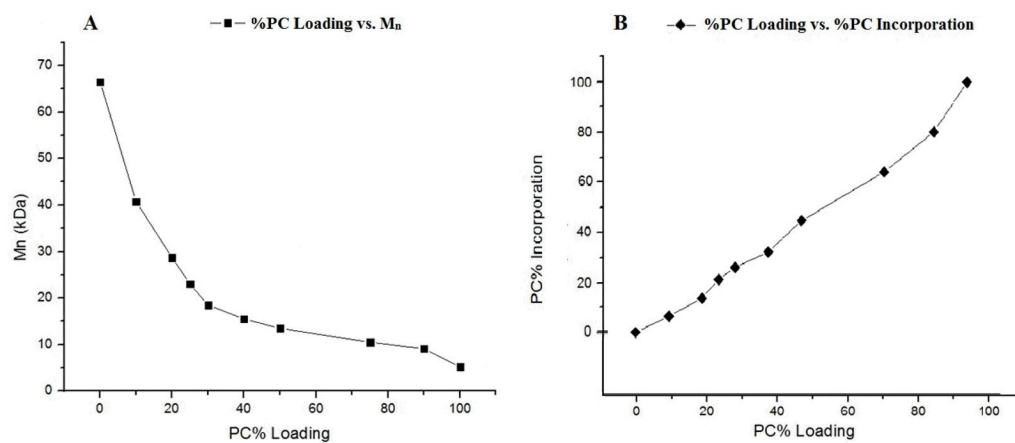 A
%PC Loading vs. Mₙ
70
60
50
40
30
20
10
0
Mn (kDa)
0 20 40 60 80 100
PC% Loading
B
%PC Loading vs. %PC Incorporation
100
80
60
40
20
0
PC% Incorporation
0 20 40 60 80 100
PC% Loading